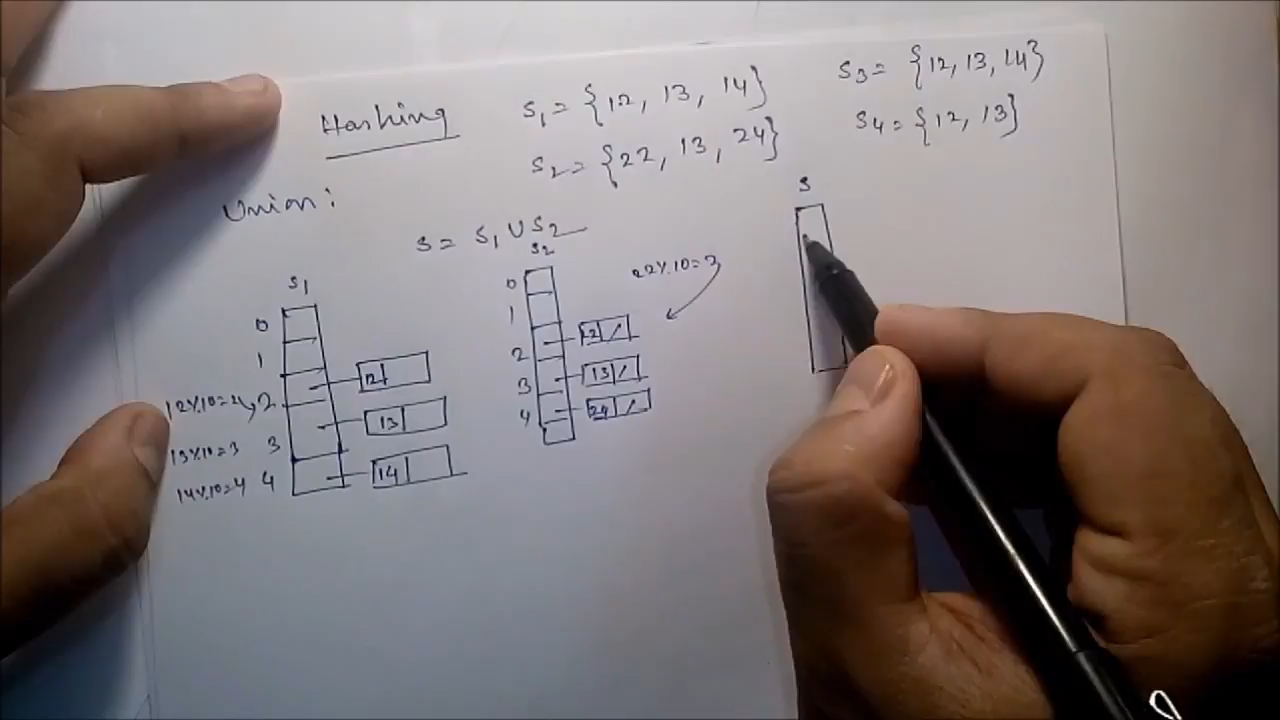 Hashing
S1 = {12, 13, 14}
S2 = {22, 13, 24}
S3 = {12, 13, 14}
S4 = {12, 13}
Union:
S = S1 ∪ S2
S1
0
1
12%10=2, 2
13%10=3 3
14%10=4 4
12
13
14
S2
0
1
2
3
4
13
24
22%10=2
S